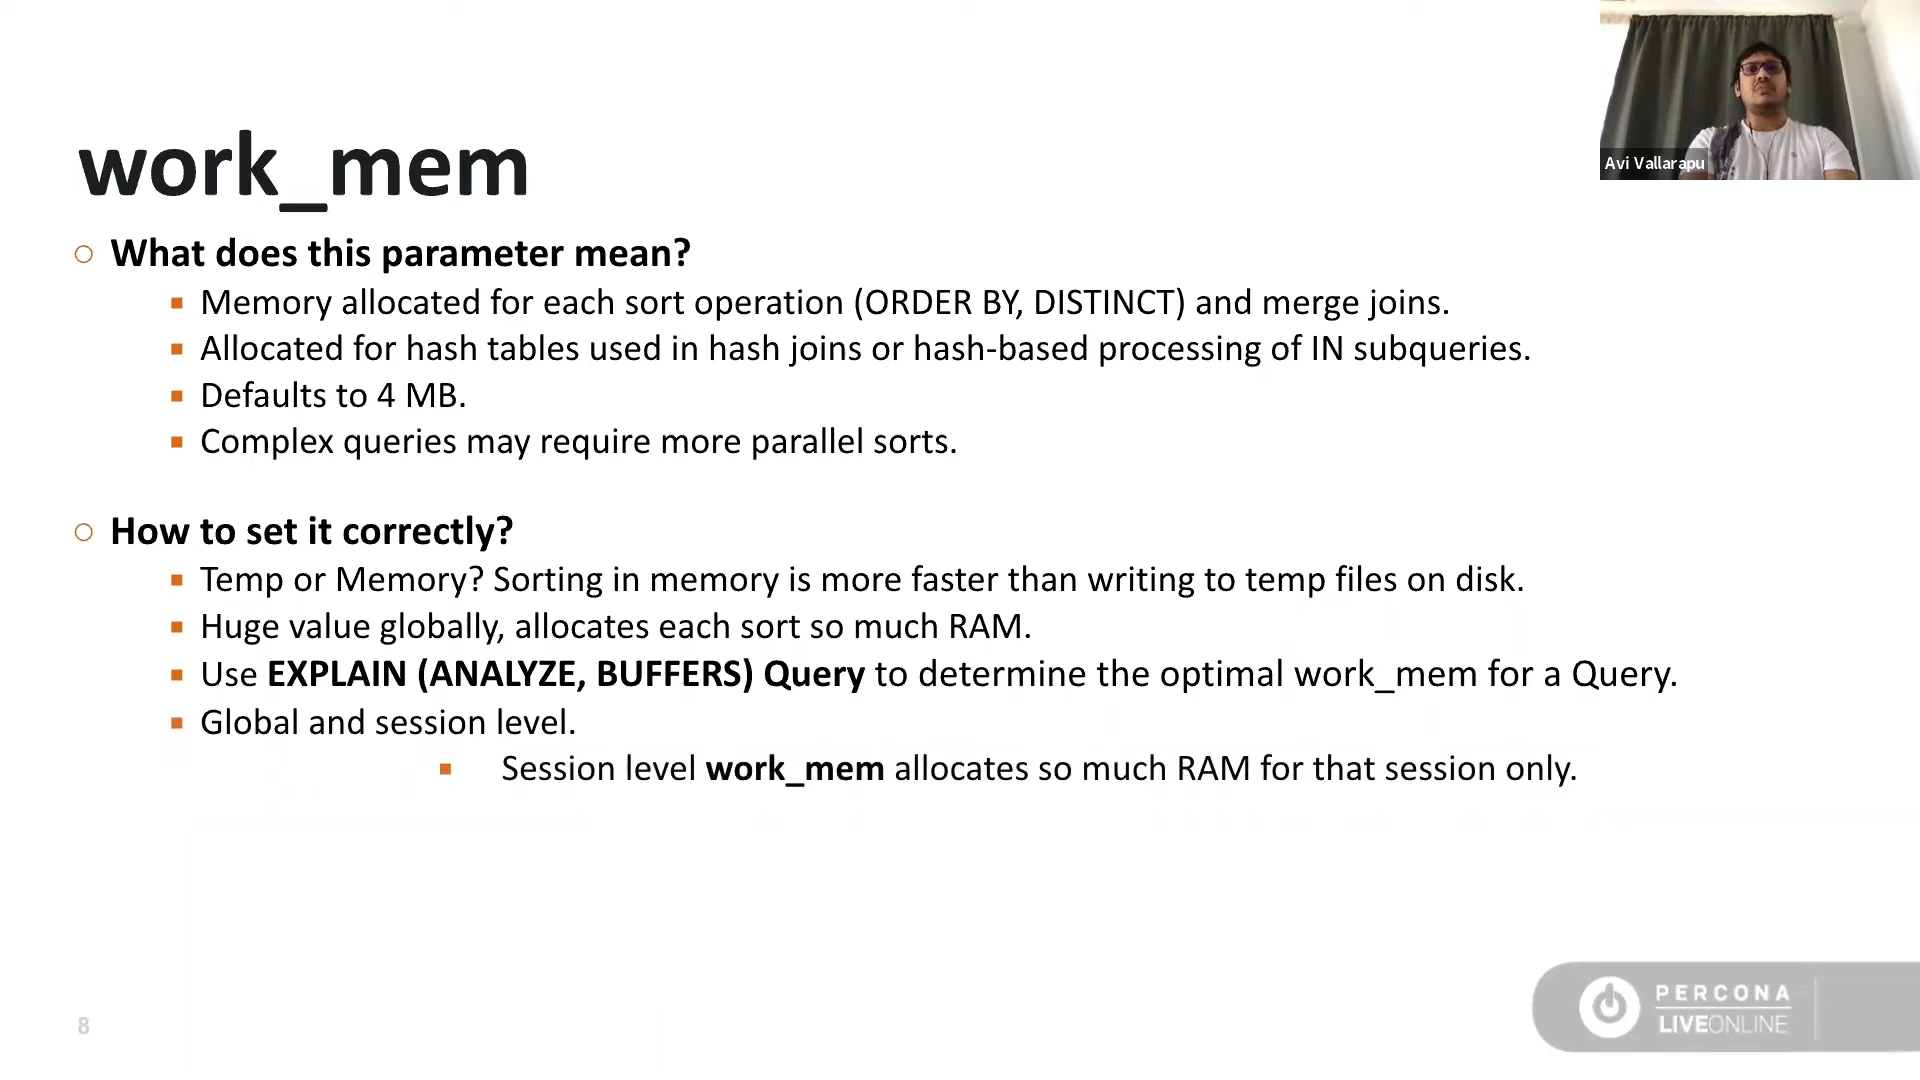 Avi Vallarapu
work_mem
What does this parameter mean?
Memory allocated for each sort operation (ORDER BY, DISTINCT) and merge joins.
Allocated for hash tables used in hash joins or hash-based processing of IN subqueries.
Defaults to 4 MB.
Complex queries may require more parallel sorts.
How to set it correctly?
Temp or Memory? Sorting in memory is more faster than writing to temp files on disk.
Huge value globally, allocates each sort so much RAM.
Use EXPLAIN (ANALYZE, BUFFERS) Query to determine the optimal work_mem for a Query.
Global and session level.
Session level work_mem allocates so much RAM for that session only.
8
PERCONA
LIVEONLINE